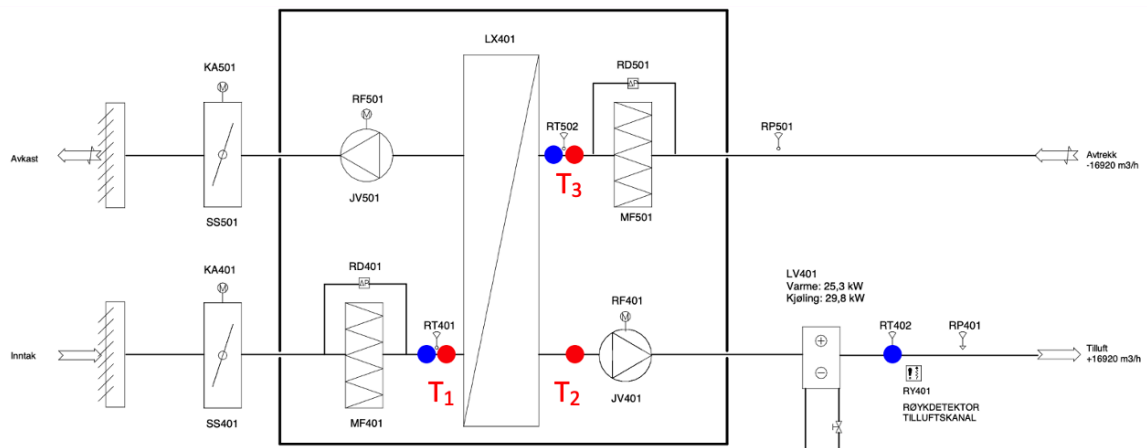 LX401
KA501
M
RF501
M
RD501
ΔP
RT502
RP501
Avkast
Avtrekk
-16920 m3/h
T3
JV501
MF501
SS501
KA401
M
RD401
ΔP
RF401
M
LV401
Varme: 25,3 kW
Kjøling: 29,8 kW
RT401
RT402
RP401
Inntak
Tilluft
+16920 m3/h
T1
T2
RY401
JV401
MF401
SS401
RØYKDETEKTOR
TILLUFTSKANAL